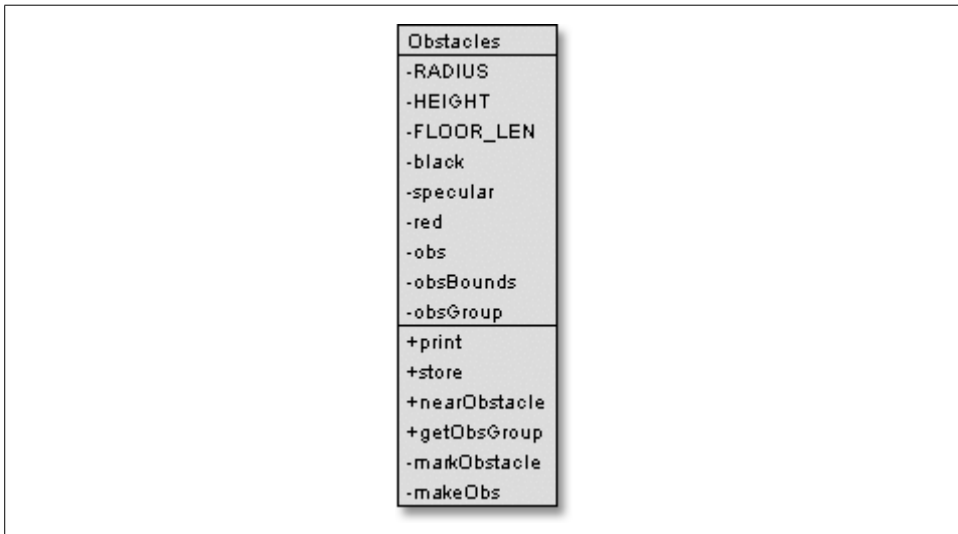 Obstacles
-RADIUS
-HEIGHT
-FLOOR_LEN
-black
-specular
-red
-obs
-obsBounds
-obsGroup
+print
+store
+nearObstacle
+getObsGroup
-markObstacle
-makeObs